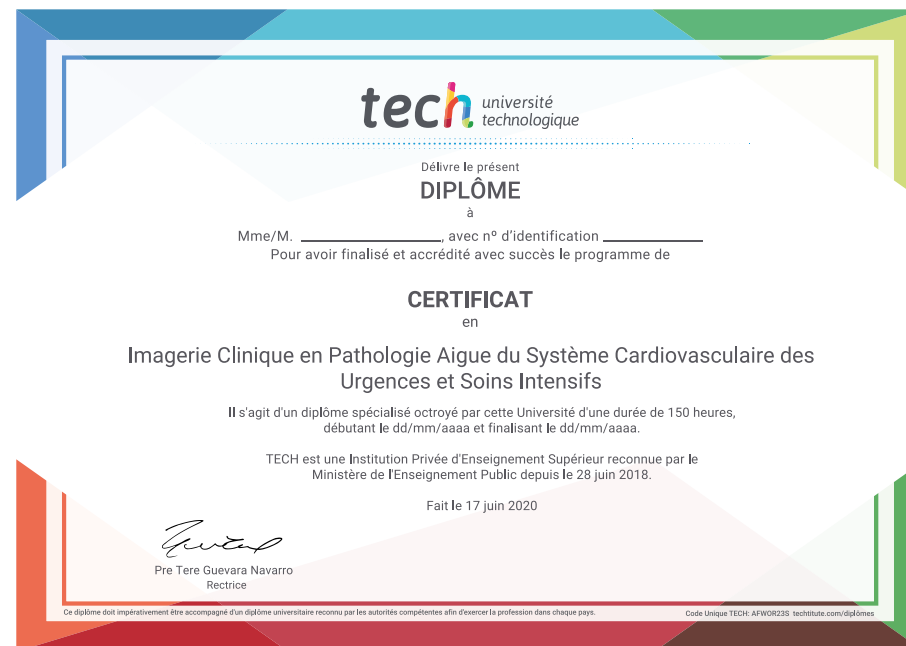 tech université
technologique
Délivre le présent
DIPLÔME
à
Mme/M. ____________________, avec nº d'identification ______________
Pour avoir finalisé et accrédité avec succès le programme de
CERTIFICAT
en
Imagerie Clinique en Pathologie Aigue du Système Cardiovasculaire des
Urgences et Soins Intensifs
Il s'agit d'un diplôme spécialisé octroyé par cette Université d'une durée de 150 heures,
débutant le dd/mm/aaaa et finalisant le dd/mm/aaaa.
TECH est une Institution Privée d'Enseignement Supérieur reconnue par le
Ministère de l'Enseignement Public depuis le 28 juin 2018.
Fait le 17 juin 2020
Pre Tere Guevara Navarro
Rectrice
Ce diplôme doit impérativement être accompagné d'un diplôme universitaire reconnu par les autorités compétentes afin d'exercer la profession dans chaque pays.
Code Unique TECH: AFWOR23S techtitute.com/diplômes